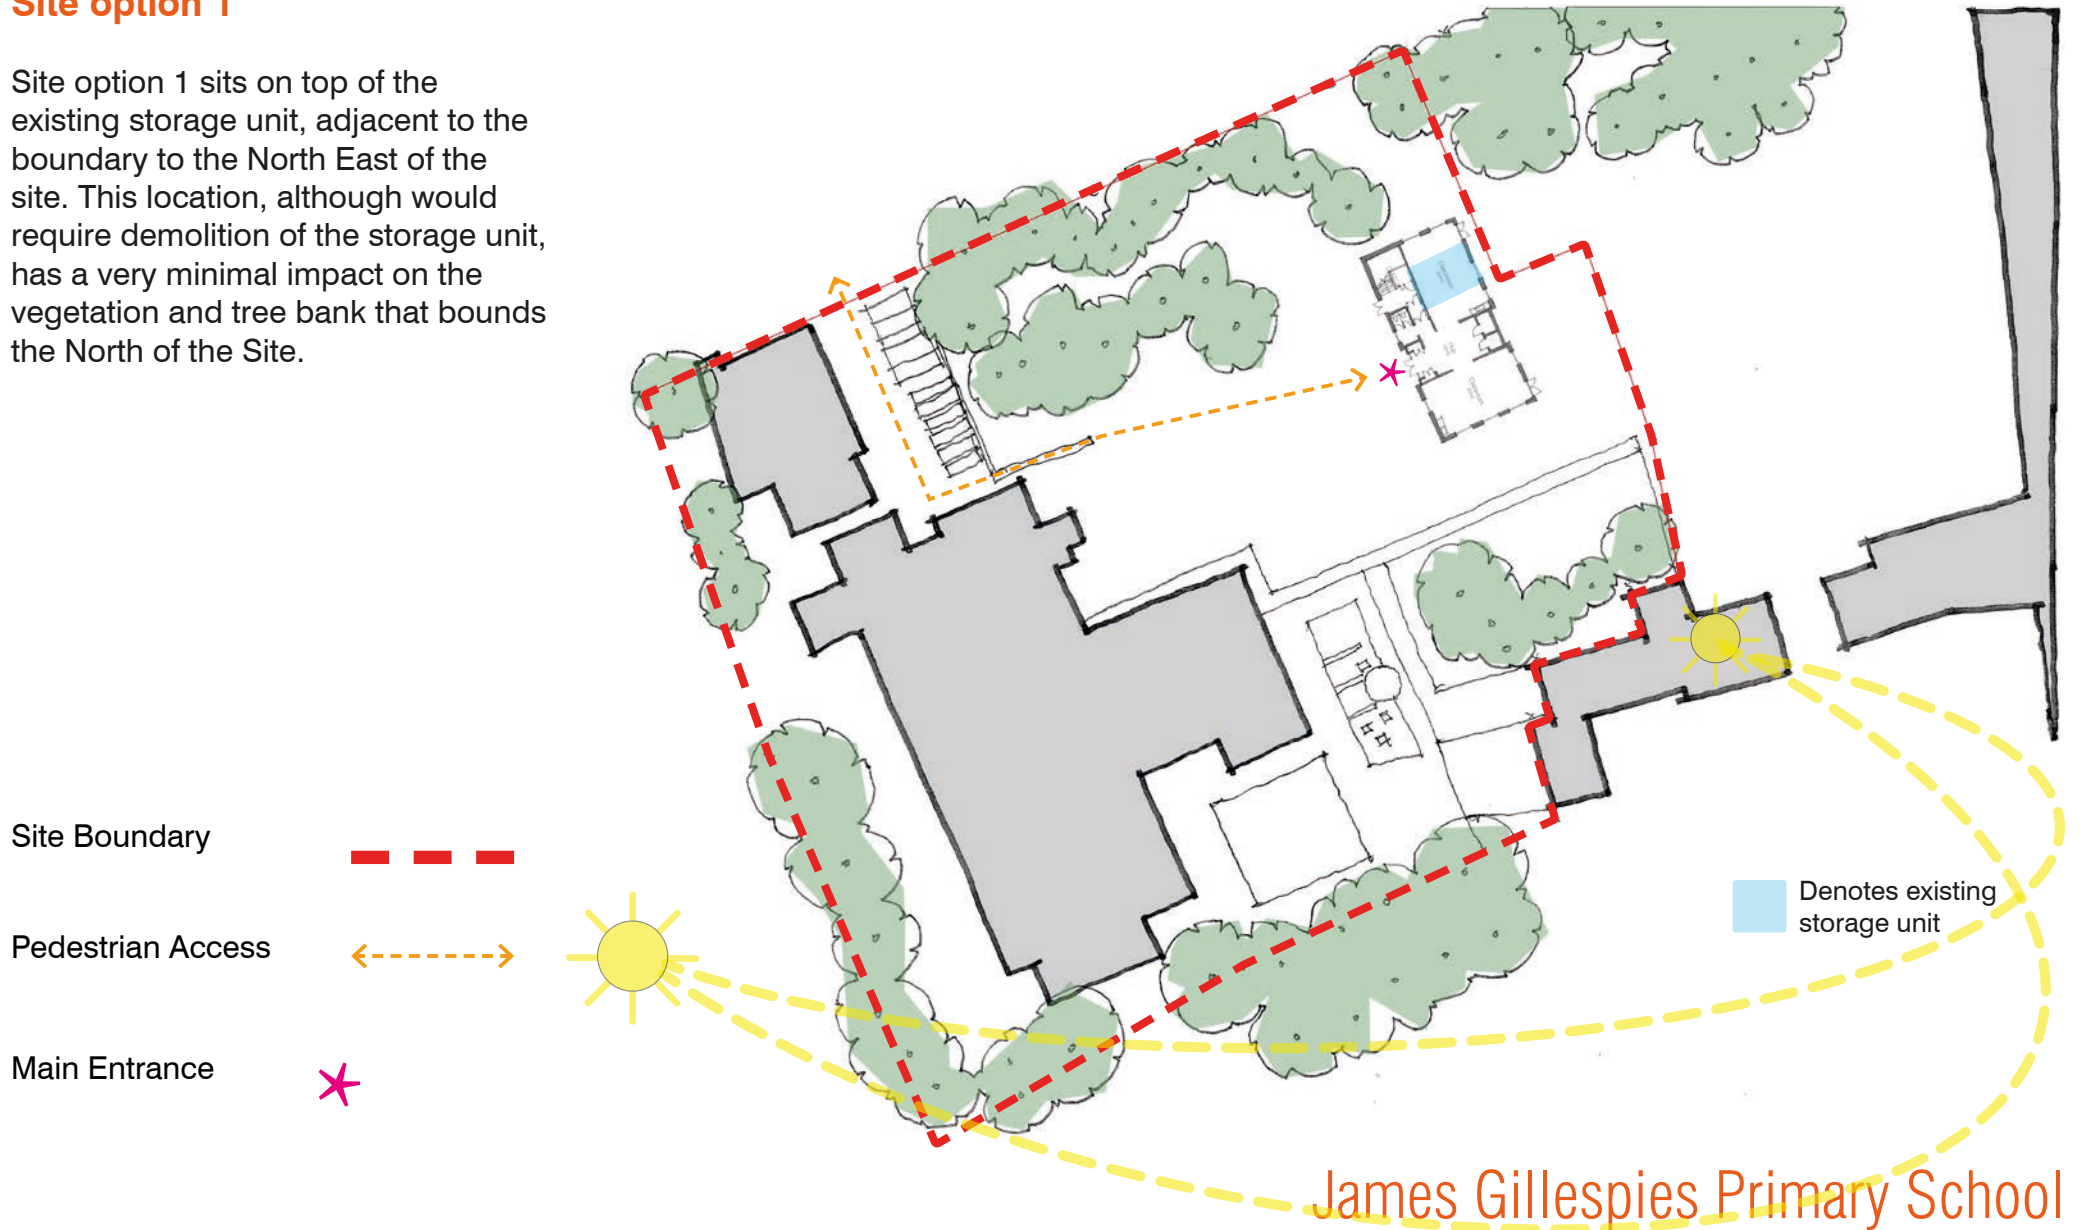 Site option 1
Site option 1 sits on top of the
existing storage unit, adjacent to the
boundary to the North East of the
site. This location, although would
require demolition of the storage unit,
has a very minimal impact on the
vegetation and tree bank that bounds
the North of the Site.
Site Boundary
Pedestrian Access
Main Entrance
Denotes existing
storage unit
James Gillespies Primary School